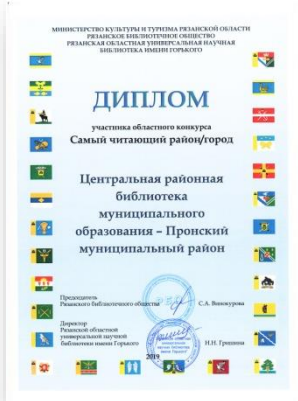 МИНИСТЕРСТВО КУЛЬТУРЫ И ТУРИЗМА РЯЗАНСКОЙ ОБЛАСТИ
РЯЗАНСКОЕ БИБЛИОТЕЧНОЕ ОБЩЕСТВО
РЯЗАНСКАЯ ОБЛАСТНАЯ УНИВЕРСАЛЬНАЯ НАУЧНАЯ
БИБЛИОТЕКА ИМЕНИ ГОРЬКОГО
ДИПЛОМ
участника областного конкурса
Самый читающий район/город
Центральная районная
библиотека
муниципального
образования – Пронский
муниципальный район
Председатель
Рязанского библиотечного общества
С.А. Винокурова
Директор
Рязанской областной
универсальной научной
библиотеки имени Горького
Н.Н. Гришина
2019